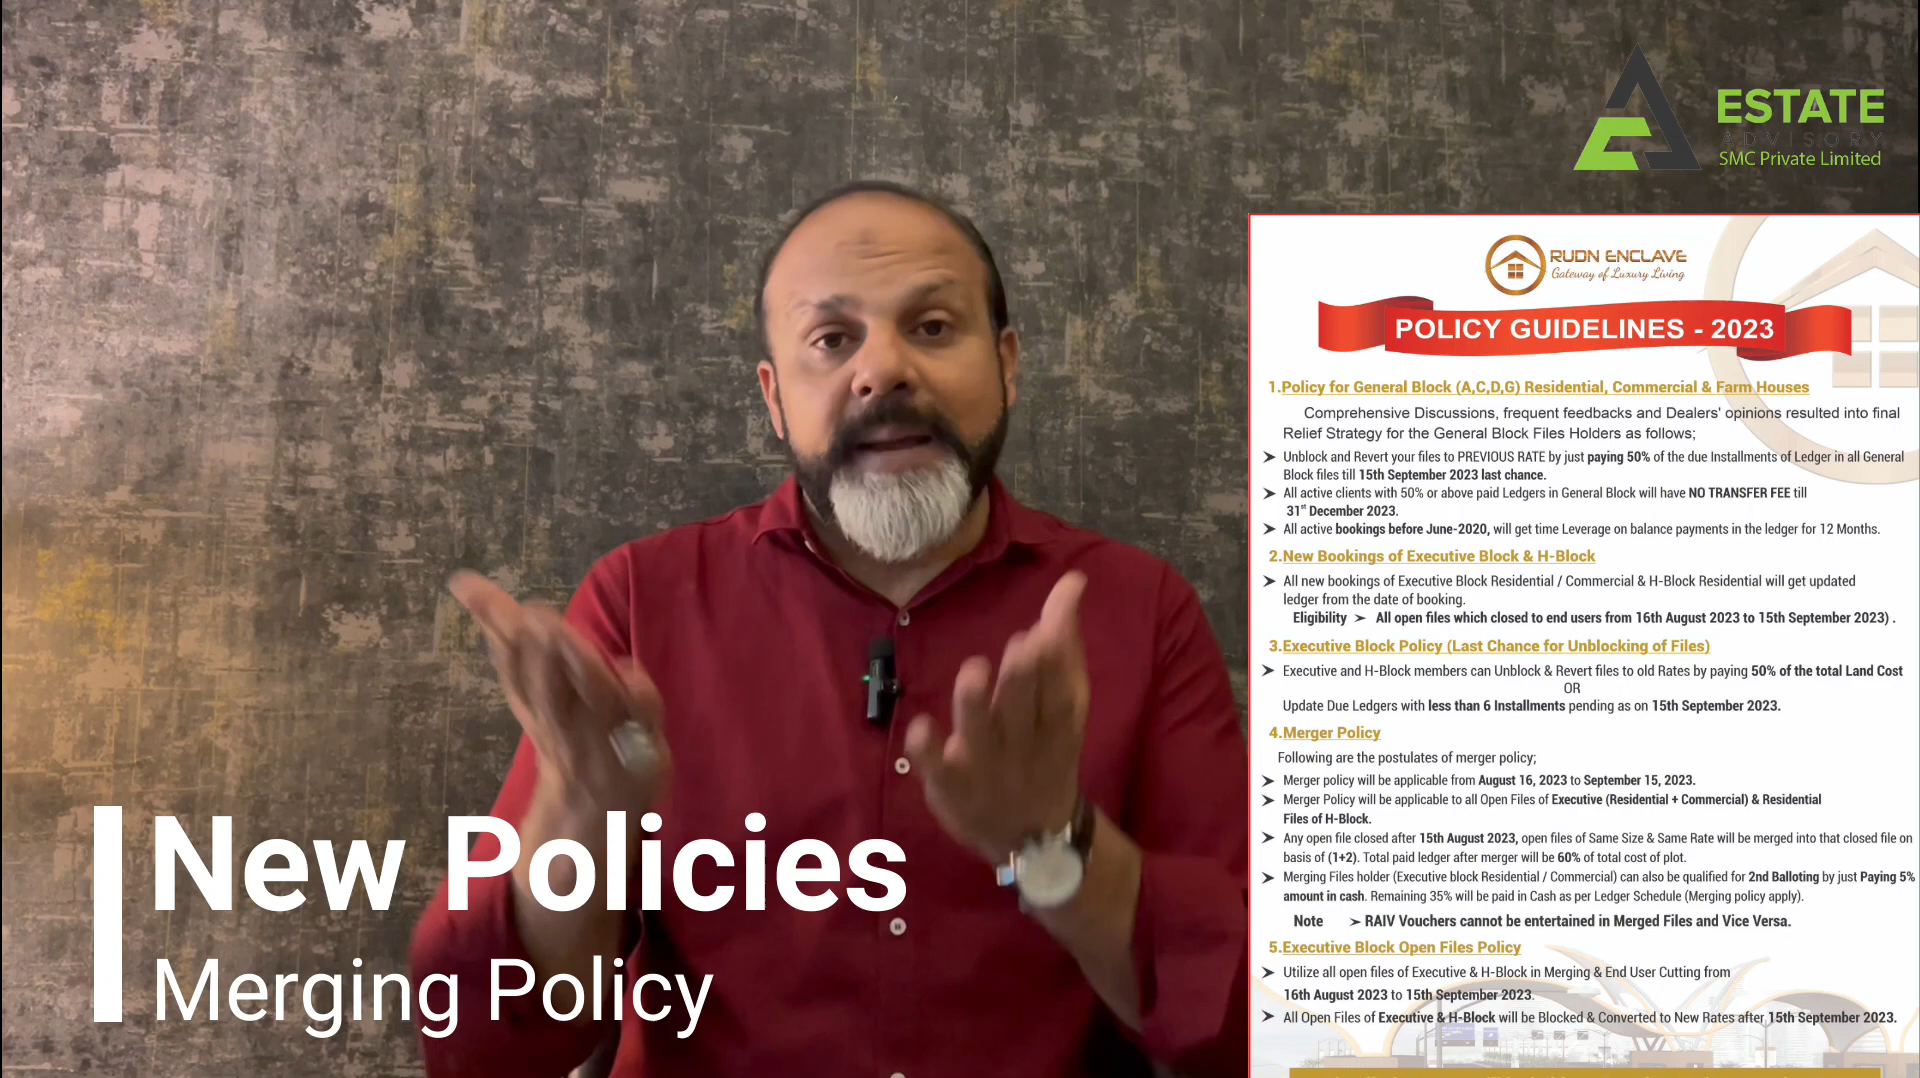 ESTATE
ADVISORY
SMC Private Limited
RUDN ENCLAVE
Gateway of Luxury Living
POLICY GUIDELINES - 2023
1.Policy for General Block (A,C,D,G) Residential, Commercial & Farm Houses
Comprehensive Discussions, frequent feedbacks and Dealers' opinions resulted into final
Relief Strategy for the General Block Files Holders as follows;
➤ Unblock and Revert your files to PREVIOUS RATE by just paying 50% of the due Installments of Ledger in all General
Block files till 15th September 2023 last chance.
➤ All active clients with 50% or above paid Ledgers in General Block will have NO TRANSFER FEE till
31st December 2023.
➤ All active bookings before June-2020, will get time Leverage on balance payments in the ledger for 12 Months.
2.New Bookings of Executive Block & H-Block
➤ All new bookings of Executive Block Residential / Commercial & H-Block Residential will get updated
ledger from the date of booking.
Eligibility ➤ All open files which closed to end users from 16th August 2023 to 15th September 2023) .
3.Executive Block Policy (Last Chance for Unblocking of Files)
➤ Executive and H-Block members can Unblock & Revert files to old Rates by paying 50% of the total Land Cost
OR
Update Due Ledgers with less than 6 Installments pending as on 15th September 2023.
4.Merger Policy
Following are the postulates of merger policy;
➤ Merger policy will be applicable from August 16, 2023 to September 15, 2023.
➤ Merger Policy will be applicable to all Open Files of Executive (Residential + Commercial) & Residential
Files of H-Block.
➤ Any open file closed after 15th August 2023, open files of Same Size & Same Rate will be merged into that closed file on
basis of (1+2). Total paid ledger after merger will be 60% of total cost of plot.
➤ Merging Files holder (Executive block Residential / Commercial) can also be qualified for 2nd Balloting by just Paying 5%
amount in cash. Remaining 35% will be paid in Cash as per Ledger Schedule (Merging policy apply).
Note ➤ RAIV Vouchers cannot be entertained in Merged Files and Vice Versa.
5.Executive Block Open Files Policy
➤ Utilize all open files of Executive & H-Block in Merging & End User Cutting from
16th August 2023 to 15th September 2023.
➤ All Open Files of Executive & H-Block will be Blocked & Converted to New Rates after 15th September 2023.
New Policies
Merging Policy